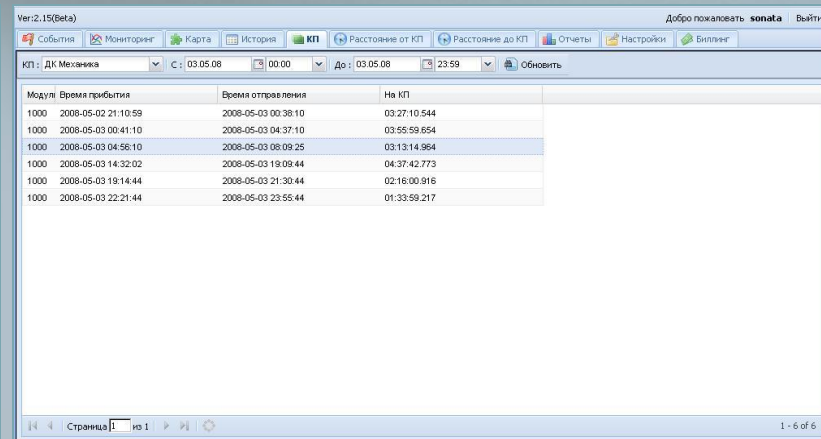 Ver:2.15(Beta) Добро пожаловать sonata Выйти
События Мониторинг Карта История КП Расстояние от КП Расстояние до КП Отчеты Настройки Биллинг
КП : ДК Механика С : 03.05.08 00:00 До : 03.05.08 23:59 Обновить
Модуль Время прибытия Время отправления На КП
1000 2008-05-02 21:10:59 2008-05-03 00:38:10 03:27:10.544
1000 2008-05-03 00:41:10 2008-05-03 04:37:10 03:55:59.654
1000 2008-05-03 04:56:10 2008-05-03 08:09:25 03:13:14.964
1000 2008-05-03 14:32:02 2008-05-03 19:09:44 04:37:42.773
1000 2008-05-03 19:14:44 2008-05-03 21:30:44 02:16:00.916
1000 2008-05-03 22:21:44 2008-05-03 23:55:44 01:33:59.217
Страница 1 из 1 1 - 6 of 6